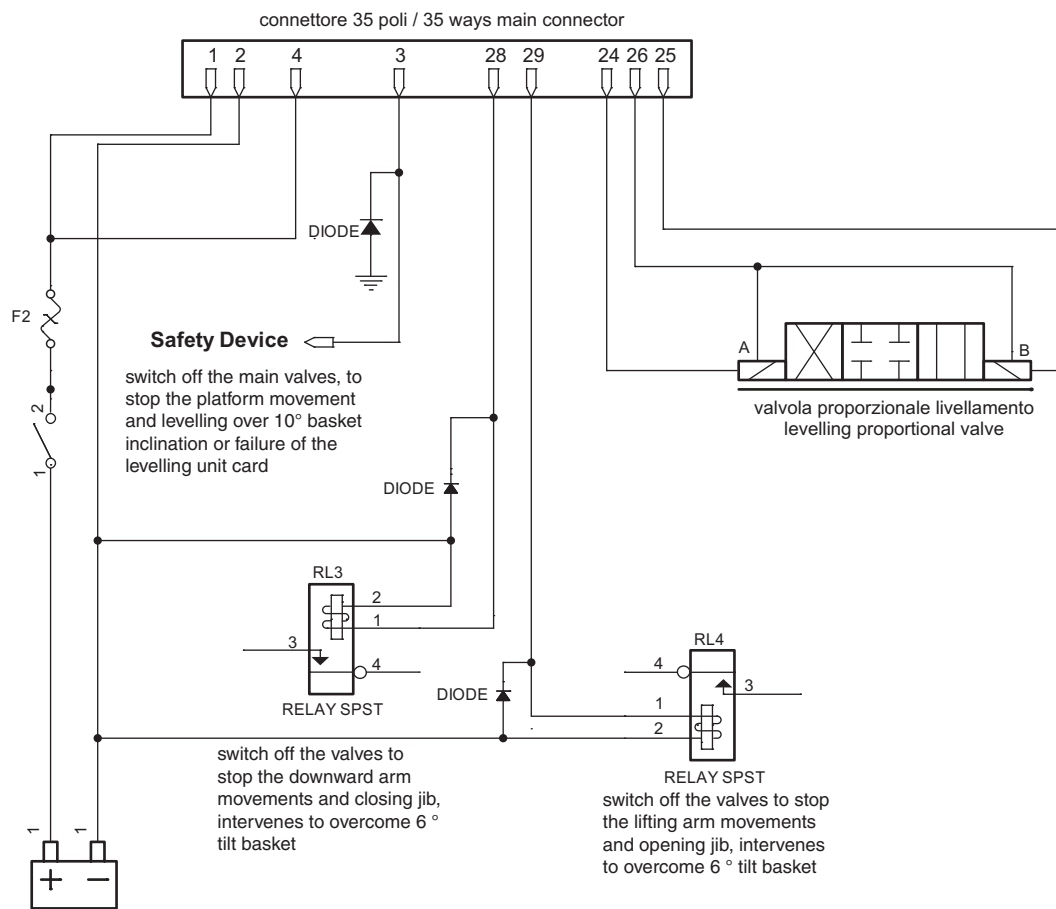 connettore 35 poli / 35 ways main connector
1 2 4 3 28 29 24 26 25
DIODE
F2
Safety Device
switch off the main valves, to
stop the platform movement
and levelling over 10° basket
inclination or failure of the
levelling unit card
A
B
valvola proporzionale livellamento
levelling proportional valve
2
1
DIODE
RL3
2
1
3
4
RELAY SPST
RL4
4
3
1
2
DIODE
RELAY SPST
switch off the valves to
stop the downward arm
movements and closing jib,
intervenes to overcome 6 °
tilt basket
switch off the valves to stop
the lifting arm movements
and opening jib, intervenes
to overcome 6 ° tilt basket
1
1
+ −